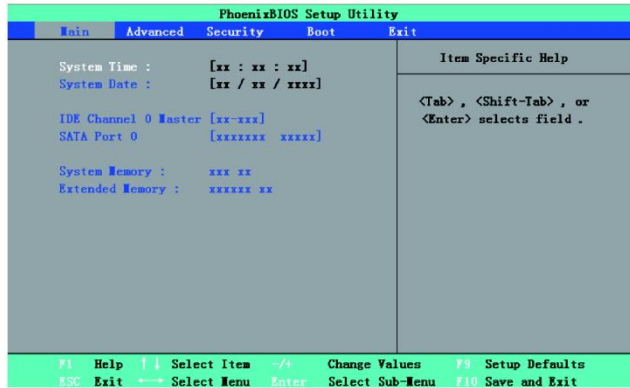 PhoenixBIOS Setup Utility
Main Advanced Security Boot Exit
Item Specific Help
System Time : [xx : xx : xx]
System Date : [xx / xx / xxxx]
<Tab> , <Shift-Tab> , or
<Enter> selects field .
IDE Channel 0 Master [xx-xxx]
SATA Port 0 [xxxxxxx xxxxx]
System Memory : xxx xx
Extended Memory : xxxxxx xx
F1 Help ↑↓ Select Item -/+ Change Values F9 Setup Defaults
ESC Exit ←→ Select Menu Enter Select Sub-Menu F10 Save and Exit